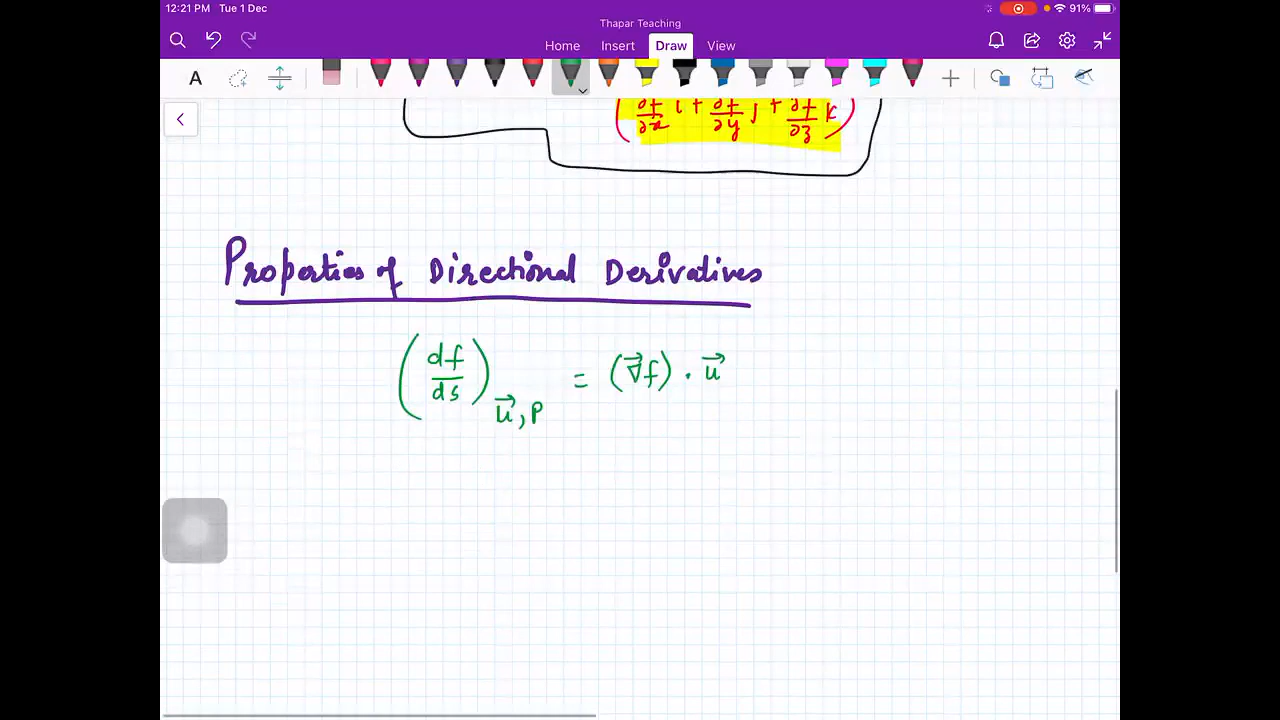 12:21 PM Tue 1 Dec
91%
Thapar Teaching
Home Insert Draw View
A
( ∂f/∂x i + ∂f/∂y j + ∂f/∂z k )
Properties of Directional Derivatives
(df/ds)_{u⃗, P} = (∇⃗f) · u⃗